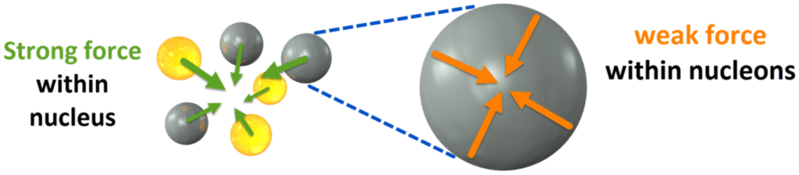 Strong force
within
nucleus
weak force
within nucleons